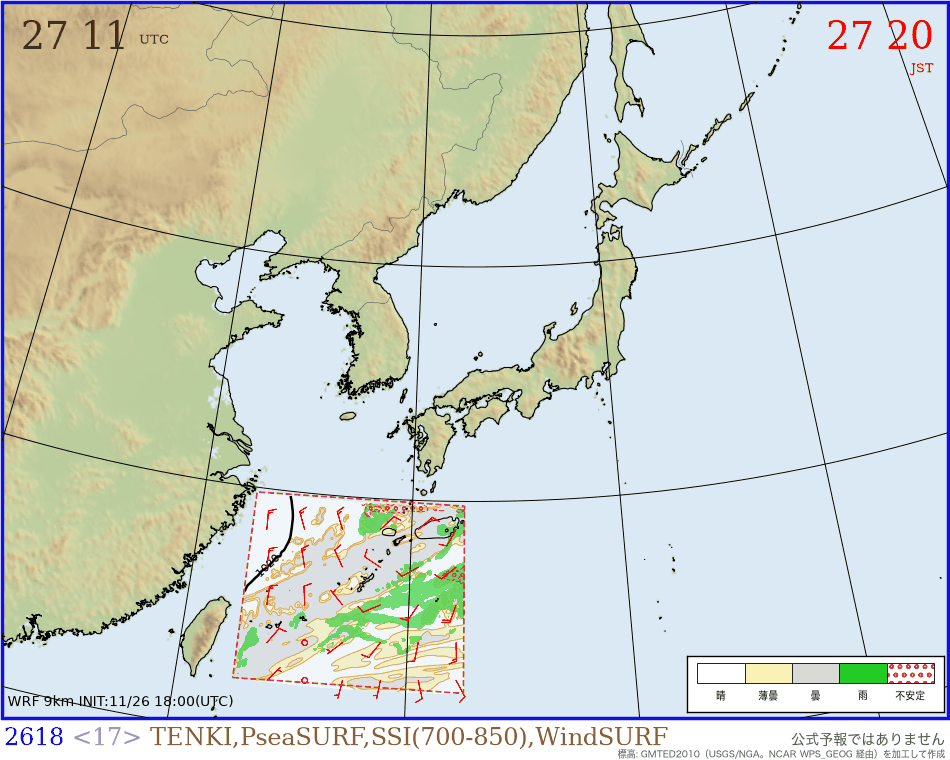 27 11 UTC
27 20
JST
WRF 9km INIT:11/26 18:00(UTC)
晴 薄曇 曇 雨 不安定
2618 <17> TENKI,PseaSURF,SSI(700-850),WindSURF
公式予報ではありません
標高: GMTED2010（USGS/NGA。NCAR WPS_GEOG 経由）を加工して作成